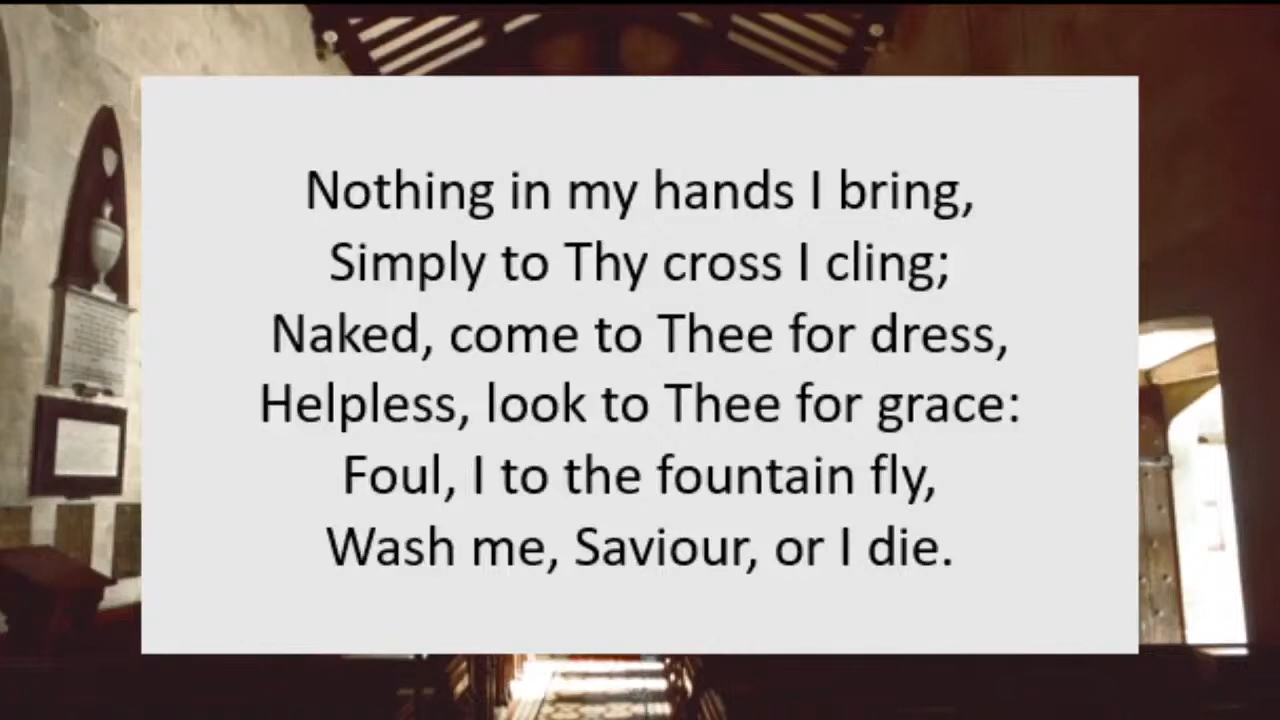 Nothing in my hands I bring,
Simply to Thy cross I cling;
Naked, come to Thee for dress,
Helpless, look to Thee for grace:
Foul, I to the fountain fly,
Wash me, Saviour, or I die.